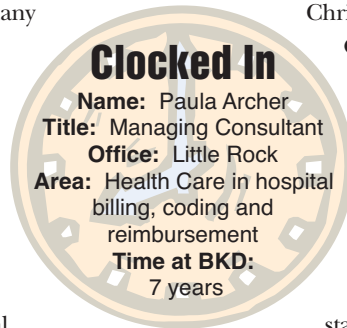 any
Chri
Clocked In
Name: Paula Archer
Title: Managing Consultant
Office: Little Rock
Area: Health Care in hospital
billing, coding and
reimbursement
Time at BKD:
7 years
sta